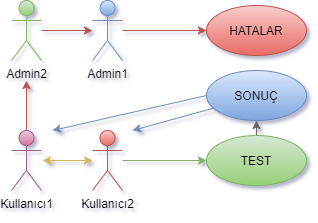 HATALAR
Admin2
Admin1
SONUÇ
TEST
Kullanıcı1
Kullanıcı2